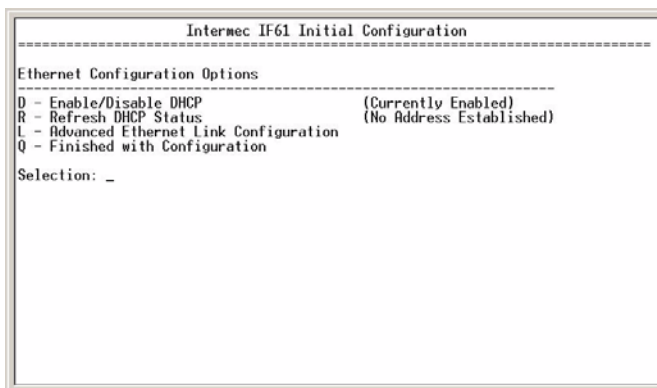 Intermec IF61 Initial Configuration
================================================================================
Ethernet Configuration Options
--------------------------------------------------------------------
D - Enable/Disable DHCP (Currently Enabled)
R - Refresh DHCP Status (No Address Established)
L - Advanced Ethernet Link Configuration
Q - Finished with Configuration
Selection: _